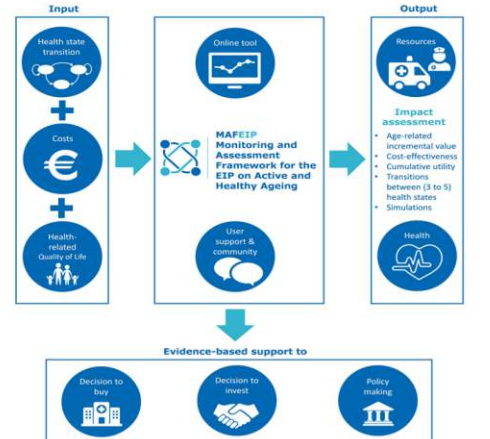 Input
Health state
transition
Costs
€
Health-
related
Quality of Life
Online tool
MAFEIP
Monitoring and
Assessment
Framework for the
EIP on Active and
Healthy Ageing
User
support &
community
Output
Resources
Impact
assessment
• Age-related
incremental value
• Cost-effectiveness
• Cumulative utility
• Transitions
between (3 to 5)
health states
• Simulations
Health
Evidence-based support to
Decision to
buy
Decision to
invest
Policy
making